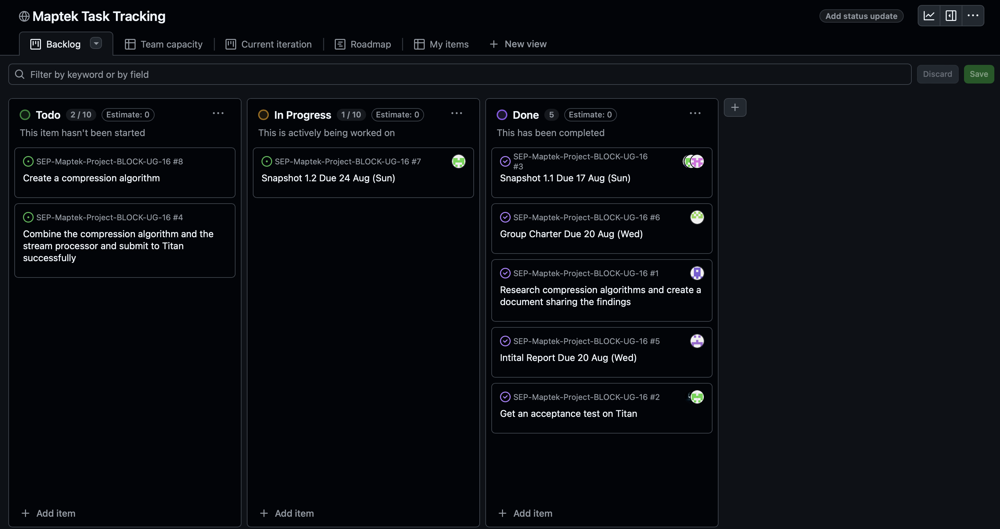 Maptek Task Tracking
Add status update
Backlog
Team capacity
Current iteration
Roadmap
My items
New view
Filter by keyword or by field
Discard
Save
Todo 2 / 10 Estimate: 0
This item hasn't been started
SEP-Maptek-Project-BLOCK-UG-16 #8
Create a compression algorithm
SEP-Maptek-Project-BLOCK-UG-16 #4
Combine the compression algorithm and the
stream processor and submit to Titan
successfully
Add item
In Progress 1 / 10 Estimate: 0
This is actively being worked on
SEP-Maptek-Project-BLOCK-UG-16 #7
Snapshot 1.2 Due 24 Aug (Sun)
Add item
Done 5 Estimate: 0
This has been completed
SEP-Maptek-Project-BLOCK-UG-16
#3
Snapshot 1.1 Due 17 Aug (Sun)
SEP-Maptek-Project-BLOCK-UG-16 #6
Group Charter Due 20 Aug (Wed)
SEP-Maptek-Project-BLOCK-UG-16 #1
Research compression algorithms and create a
document sharing the findings
SEP-Maptek-Project-BLOCK-UG-16 #5
Intital Report Due 20 Aug (Wed)
SEP-Maptek-Project-BLOCK-UG-16 #2
Get an acceptance test on Titan
Add item